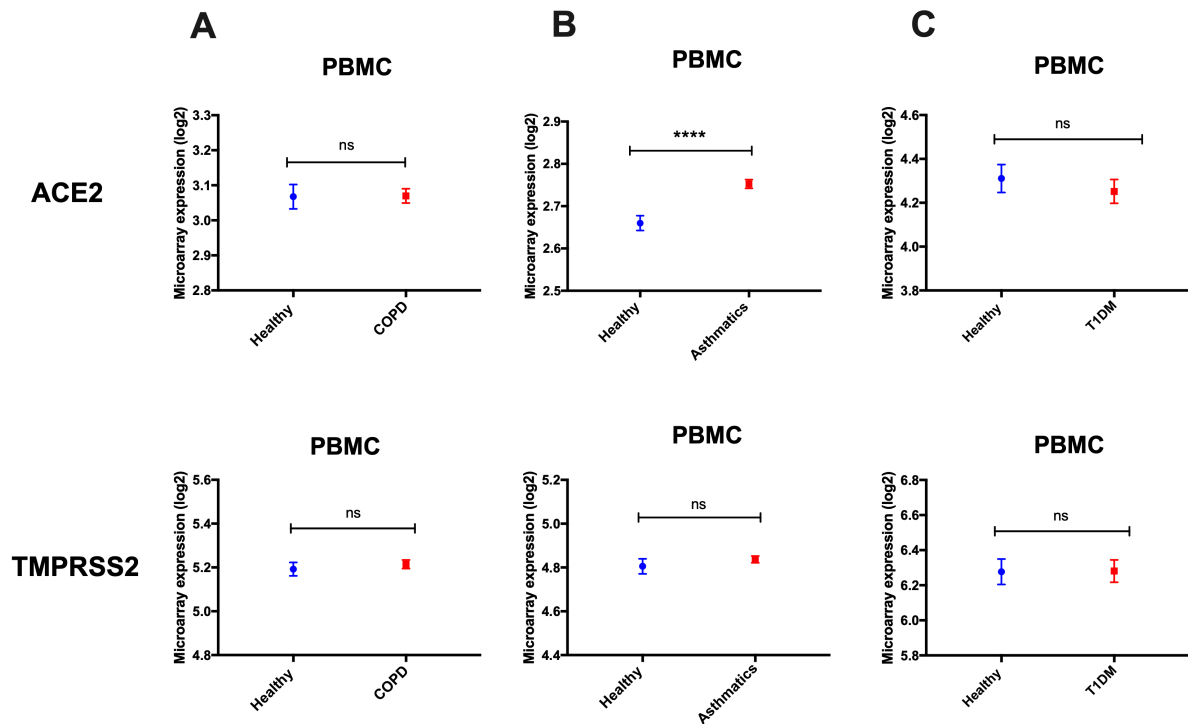 A
B
C
PBMC
PBMC
PBMC
ACE2
Microarray expression (log2)
3.3
3.2
3.1
3.0
2.9
2.8
ns
Healthy
COPD
Microarray expression (log2)
2.9
2.8
2.7
2.6
2.5
****
Healthy
Asthmatics
Microarray expression (log2)
4.6
4.4
4.2
4.0
3.8
ns
Healthy
T1DM
PBMC
PBMC
PBMC
TMPRSS2
Microarray expression (log2)
5.6
5.4
5.2
5.0
4.8
ns
Healthy
COPD
Microarray expression (log2)
5.2
5.0
4.8
4.6
4.4
ns
Healthy
Asthmatics
Microarray expression (log2)
6.8
6.6
6.4
6.2
6.0
5.8
ns
Healthy
T1DM